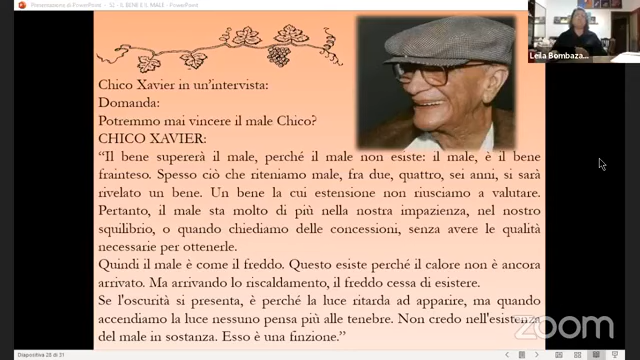 Presentazione di PowerPoint - 12 - IL BENE E IL MALE - PowerPoint
Leila Bombaza...
Chico Xavier in un'intervista:
Domanda:
Potremmo mai vincere il male Chico?
CHICO XAVIER:
“Il bene supererà il male, perché il male non esiste: il male, è il bene
frainteso. Spesso ciò che riteniamo male, fra due, quattro, sei anni, si sarà
rivelato un bene. Un bene la cui estensione non riusciamo a valutare.
Pertanto, il male sta molto di più nella nostra impazienza, nel nostro
squilibrio, o quando chiediamo delle concessioni, senza avere le qualità
necessarie per ottenerle.
Quindi il male è come il freddo. Questo esiste perché il calore non è ancora
arrivato. Ma arrivando lo riscaldamento, il freddo cessa di esistere.
Se l'oscurità si presenta, è perché la luce ritarda ad apparire, ma quando
accendiamo la luce nessuno pensa più alle tenebre. Non credo nell'esistenza
del male in sostanza. Esso è una finzione.”
zoom
Diapositiva 28 di 31